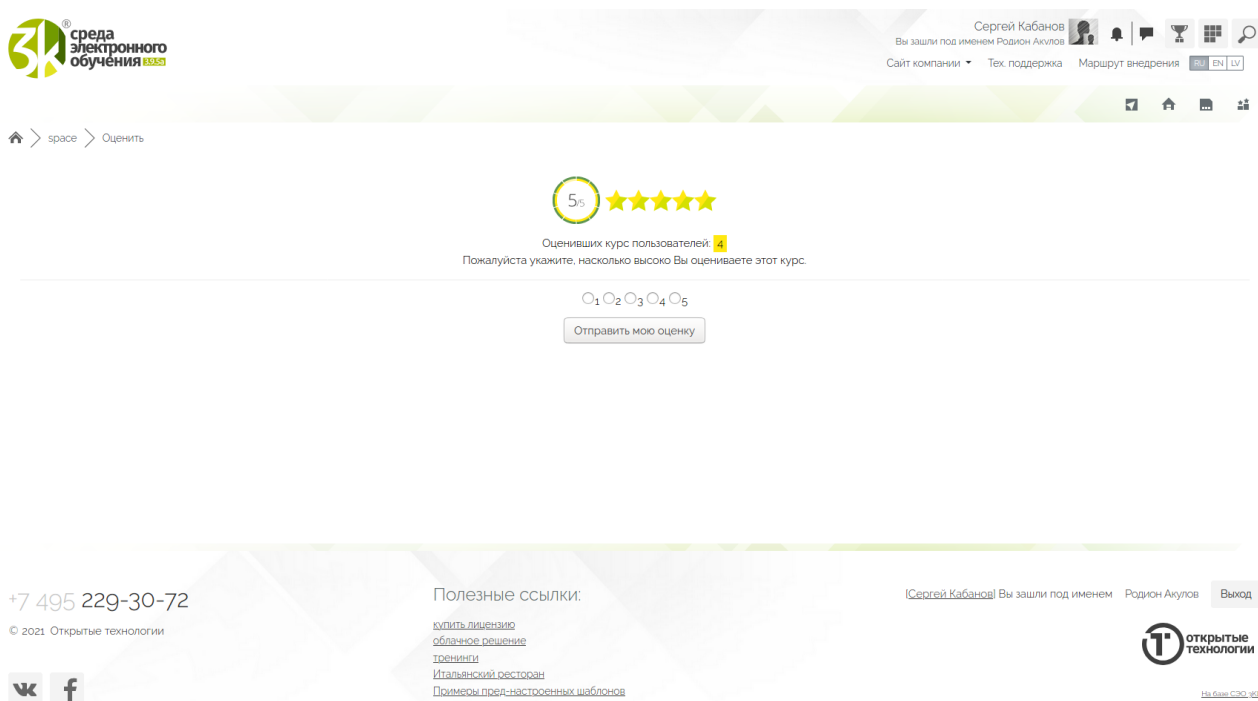 среда
электронного
обучения 3.9.5a
Сергей Кабанов
Вы зашли под именем Родион Акулов
Сайт компании Тех. поддержка Маршрут внедрения RU EN LV
space Оценить
5/5
Оценивших курс пользователей: 4
Пожалуйста укажите, насколько высоко Вы оцениваете этот курс.
1 2 3 4 5
Отправить мою оценку
+7 495 229-30-72
© 2021 Открытые технологии
Полезные ссылки:
купить лицензию
облачное решение
тренинги
Итальянский ресторан
Примеры пред-настроенных шаблонов
[Сергей Кабанов] Вы зашли под именем Родион Акулов Выход
открытые
технологии
На базе СЭО 3К